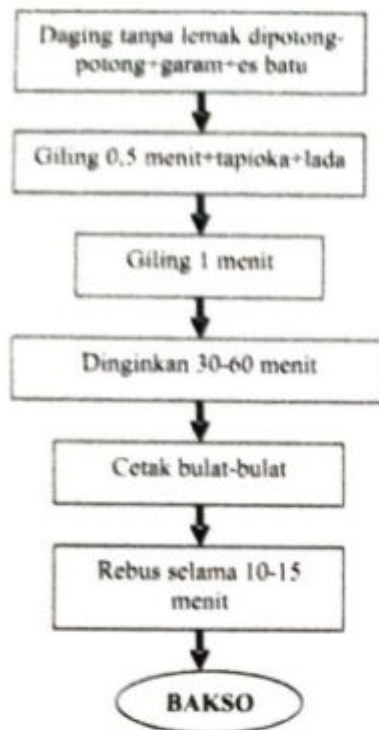 Daging tanpa lemak dipotong-
potong+garam+es batu
Giling 0.5 menit+tapioka+lada
Giling 1 menit
Dinginkan 30-60 menit
Cetak bulat-bulat
Rebus selama 10-15
menit
BAKSO